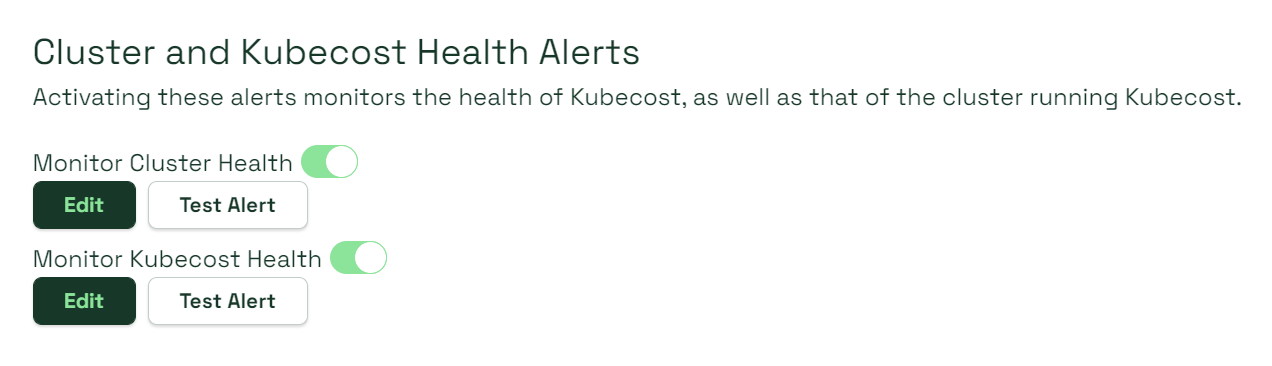 Cluster and Kubecost Health Alerts
Activating these alerts monitors the health of Kubecost, as well as that of the cluster running Kubecost.
Monitor Cluster Health
Edit Test Alert
Monitor Kubecost Health
Edit Test Alert